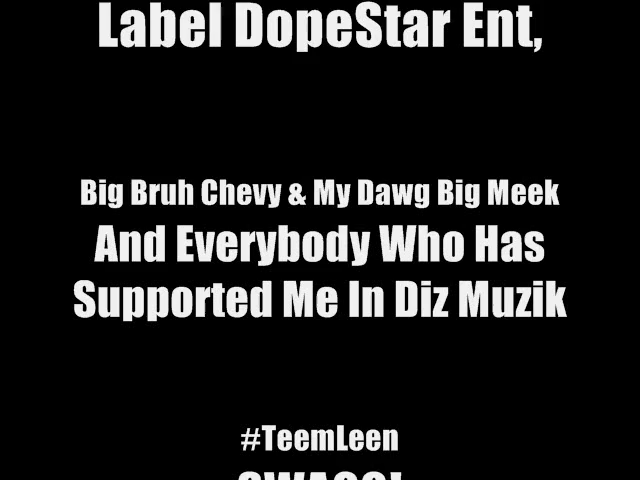 Label DopeStar Ent,
Big Bruh Chevy & My Dawg Big Meek
And Everybody Who Has
Supported Me In Diz Muzik
#TeemLeen